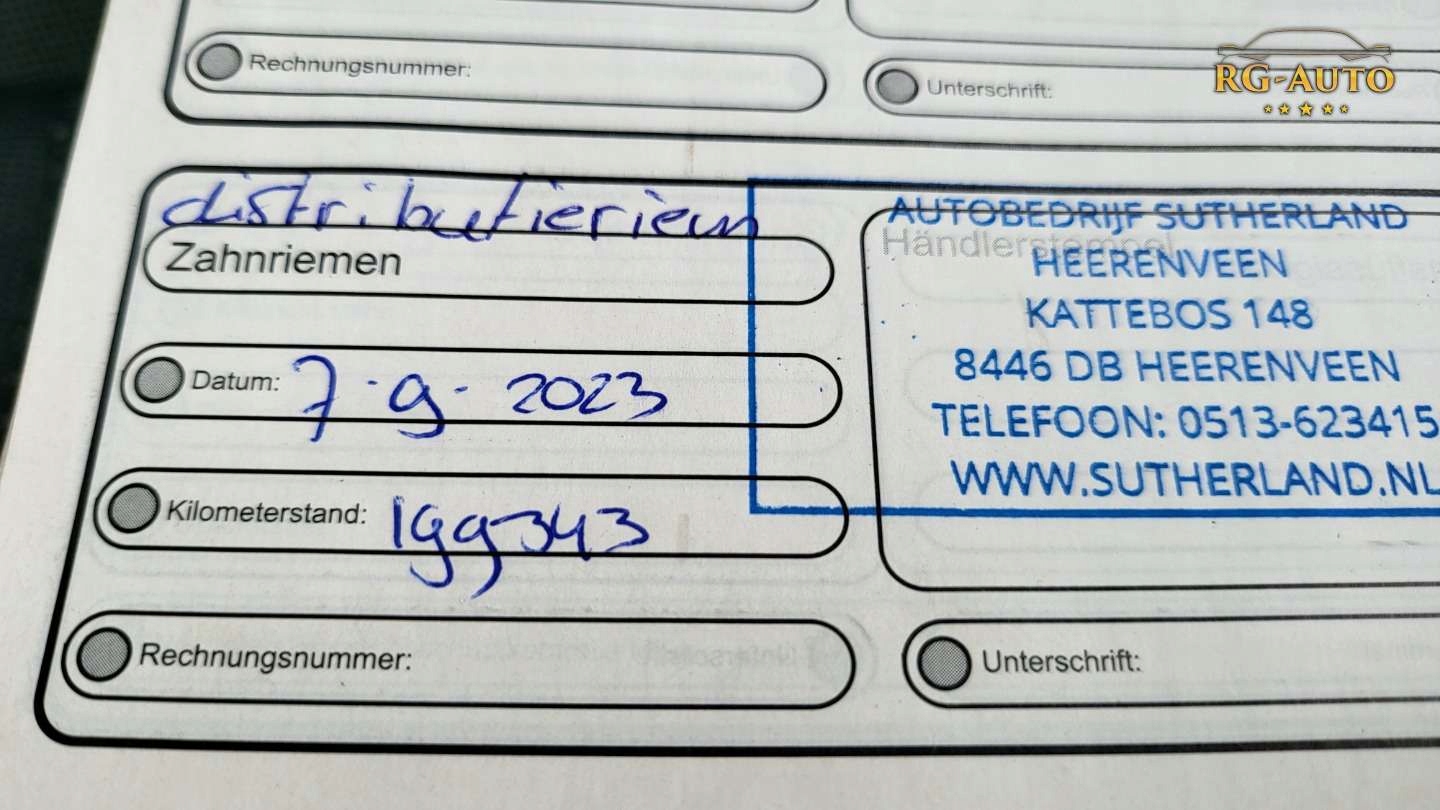 RG-AUTO
Rechnungsnummer:
Unterschrift:
distributieriem
Zahnriemen
Datum: 7-9-2023
Kilometerstand: 199343
Rechnungsnummer:
Händlerstempel
AUTOBEDRIJF SUTHERLAND
HEERENVEEN
KATTEBOS 148
8446 DB HEERENVEEN
TELEFOON: 0513-623415
WWW.SUTHERLAND.NL
Unterschrift: